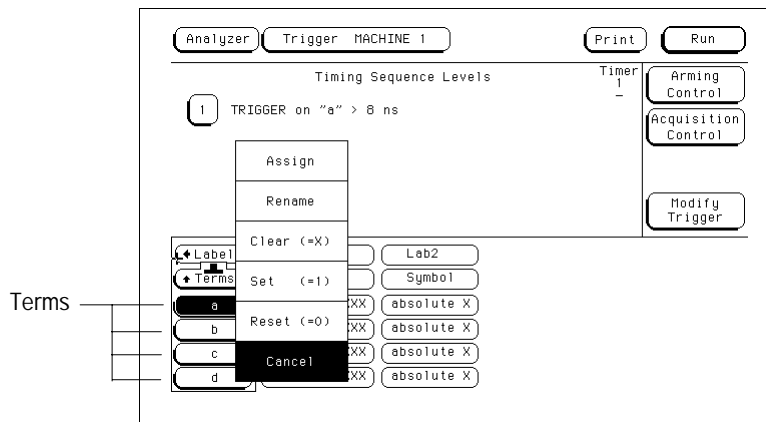 Analyzer Trigger MACHINE 1 Print Run
Timing Sequence Levels
Timer
1
–
Arming
Control
1 TRIGGER on "a" > 8 ns
Acquisition
Control
Modify
Trigger
Assign
Rename
Clear (=X)
Set (=1)
Reset (=0)
Cancel
Label Lab2
Terms Symbol
Terms
a XX absolute X
b XX absolute X
c XX absolute X
d XX absolute X